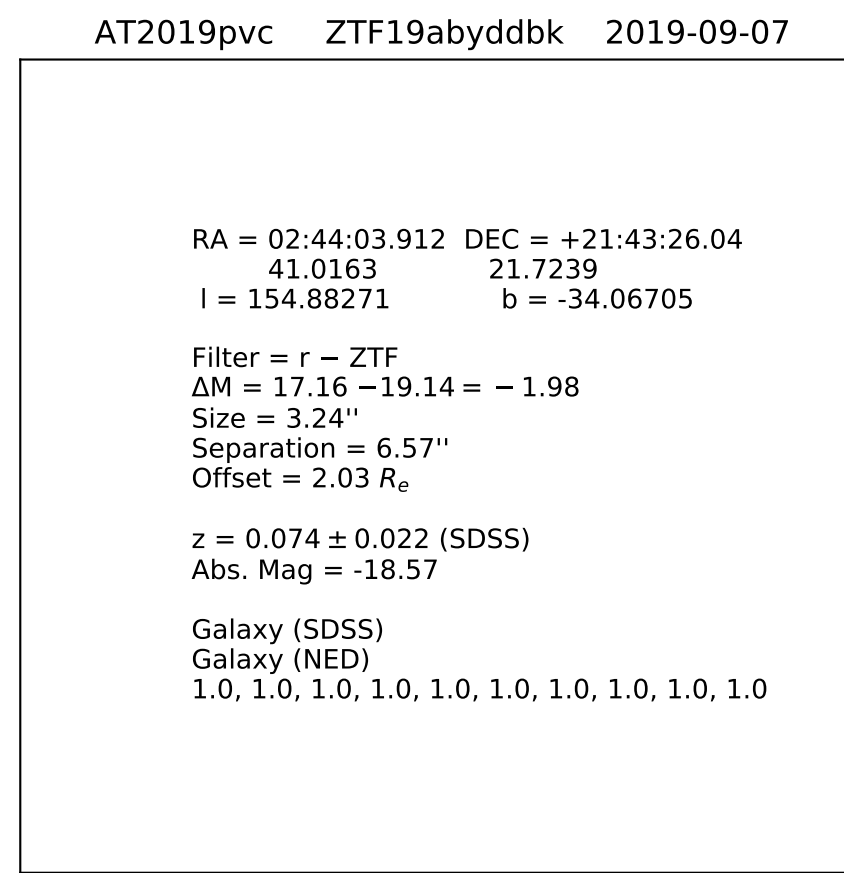 AT2019pvc ZTF19abyddbk 2019-09-07
RA = 02:44:03.912 DEC = +21:43:26.04
41.0163 21.7239
l = 154.88271 b = -34.06705
Filter = r − ZTF
ΔM = 17.16 −19.14 = − 1.98
Size = 3.24''
Separation = 6.57''
Offset = 2.03 Re
z = 0.074 ± 0.022 (SDSS)
Abs. Mag = -18.57
Galaxy (SDSS)
Galaxy (NED)
1.0, 1.0, 1.0, 1.0, 1.0, 1.0, 1.0, 1.0, 1.0, 1.0